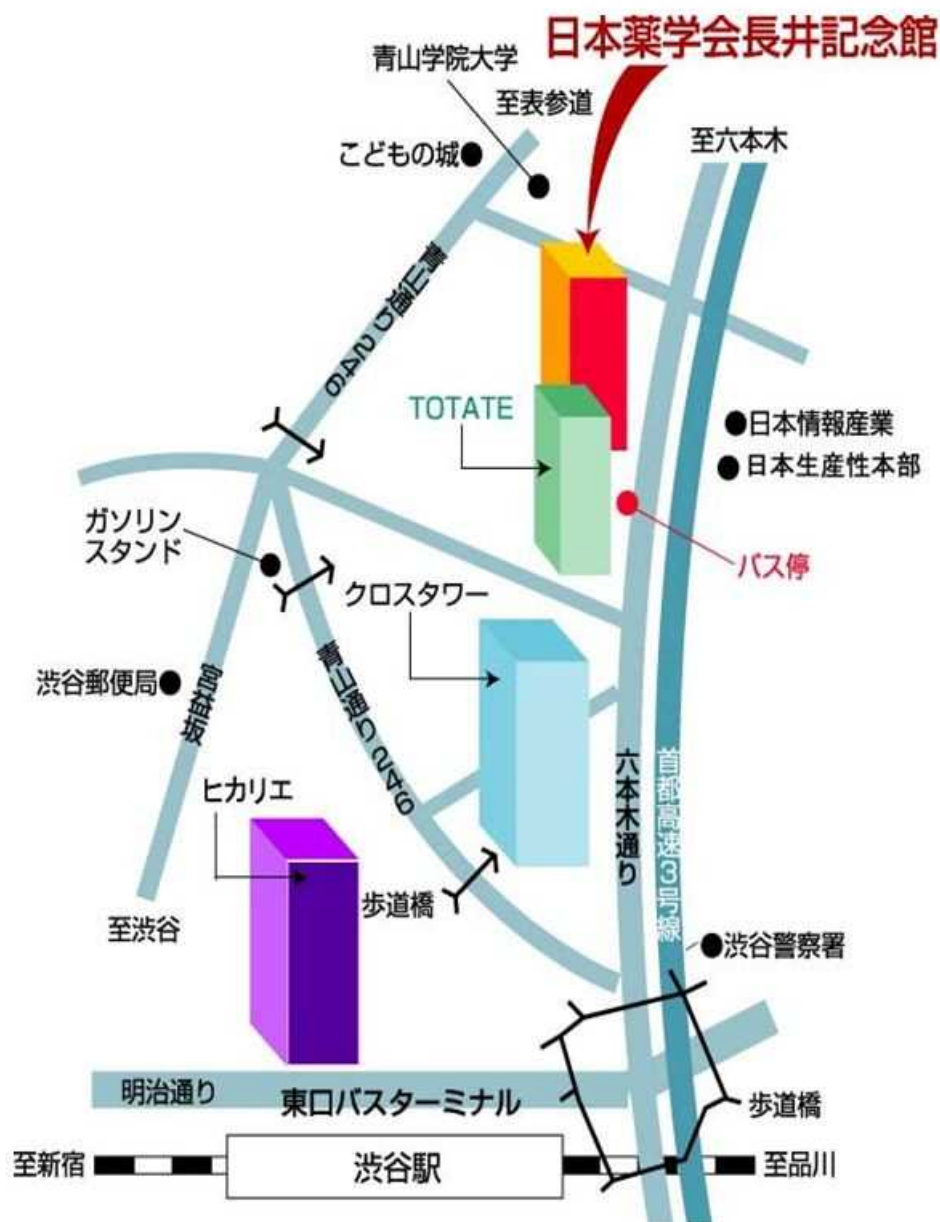 日本薬学会長井記念館
青山学院大学
至表参道
こどもの城
至六本木
青山通り246
TOTATE
日本情報産業
日本生産性本部
ガソリン
スタンド
バス停
クロスタワー
渋谷郵便局
宮益坂
青山通り246
六本木通り
首都高速3号線
ヒカリエ
歩道橋
至渋谷
渋谷警察署
明治通り
東口バスターミナル
歩道橋
至新宿
渋谷駅
至品川